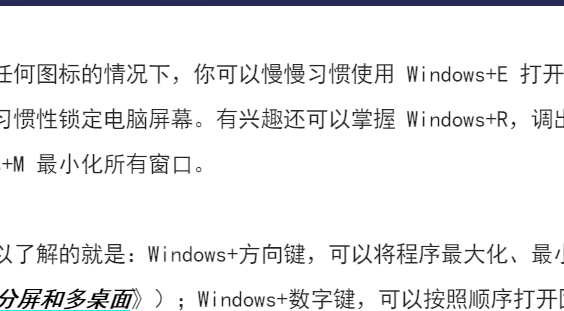 任何图标的情况下，你可以慢慢习惯使用 Windows+E 打开
习惯性锁定电脑屏幕。有兴趣还可以掌握 Windows+R，调出
+M 最小化所有窗口。
以了解的就是：Windows+方向键，可以将程序最大化、最小
分屏和多桌面》）；Windows+数字键，可以按照顺序打开